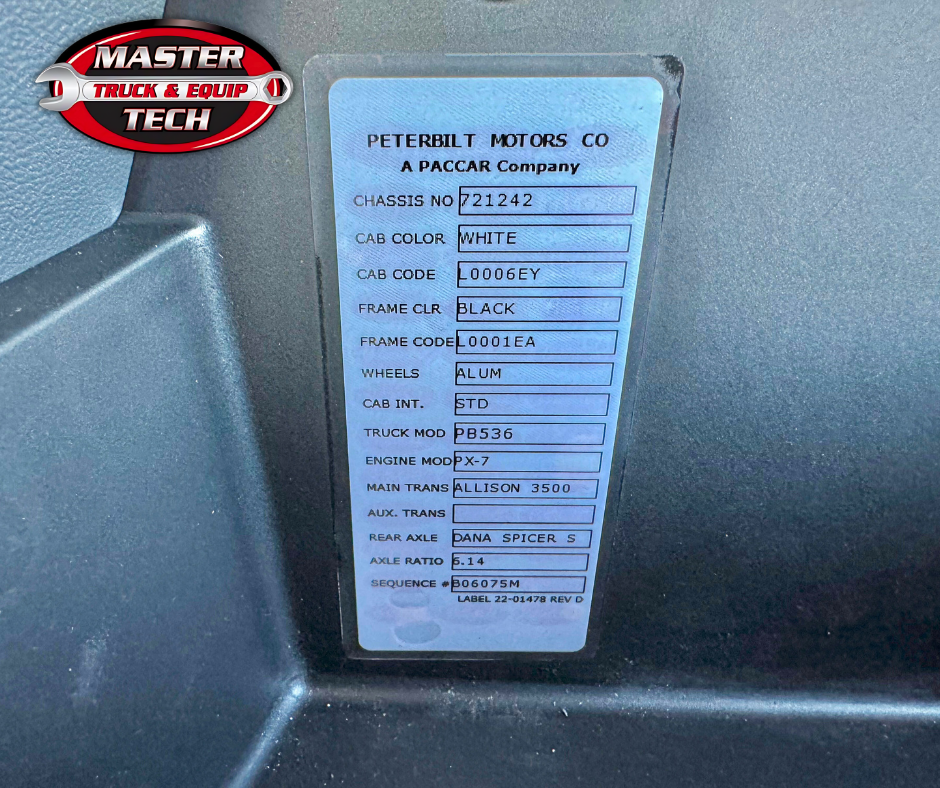 MASTER
TRUCK & EQUIP
TECH
PETERBILT MOTORS CO
A PACCAR Company
CHASSIS NO 721242
CAB COLOR WHITE
CAB CODE L0006EY
FRAME CLR BLACK
FRAME CODE L0001EA
WHEELS ALUM
CAB INT. STD
TRUCK MOD PB536
ENGINE MOD PX-7
MAIN TRANS ALLISON 3500
AUX. TRANS
REAR AXLE DANA SPICER S
AXLE RATIO 6.14
SEQUENCE # B06075M
LABEL 22-01478 REV D